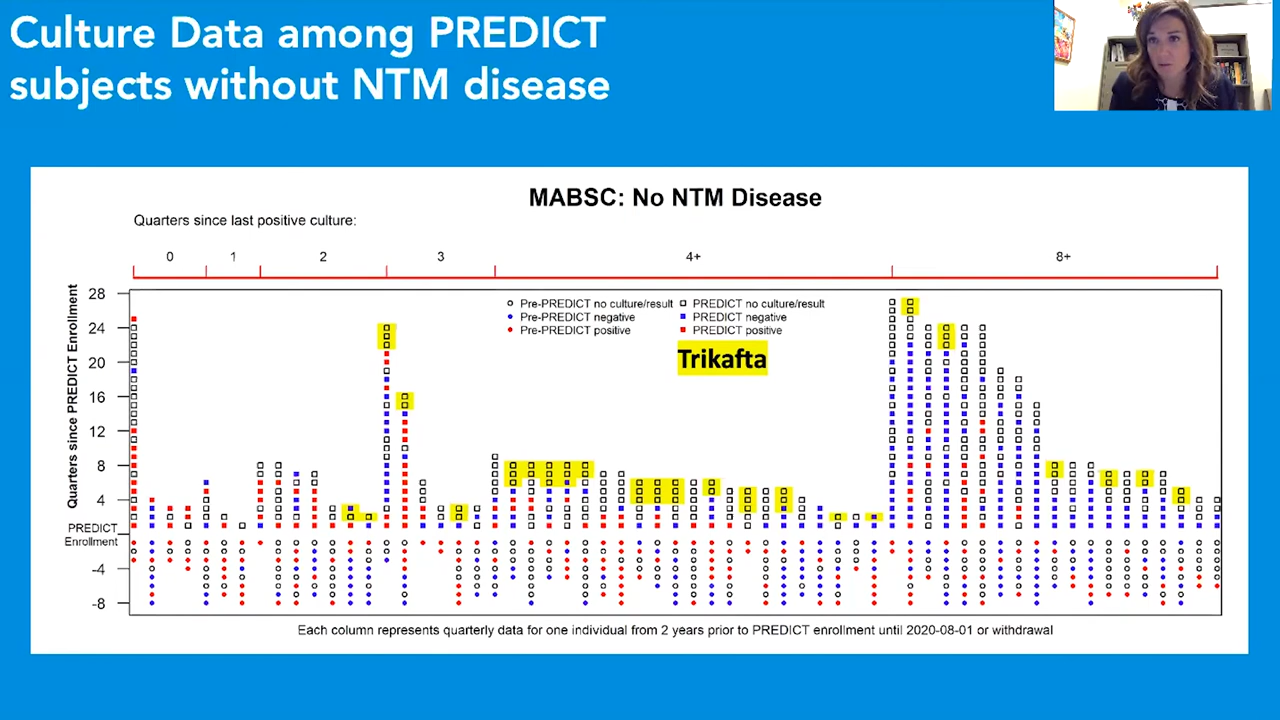 Culture Data among PREDICT
subjects without NTM disease
MABSC: No NTM Disease
Quarters since last positive culture:
0 1 2 3 4+ 8+
Quarters since PREDICT Enrollment
28
24
20
16
12
8
4
PREDICT
Enrollment
-4
-8
Pre-PREDICT no culture/result PREDICT no culture/result
Pre-PREDICT negative PREDICT negative
Pre-PREDICT positive PREDICT positive
Trikafta
Each column represents quarterly data for one individual from 2 years prior to PREDICT enrollment until 2020-08-01 or withdrawal